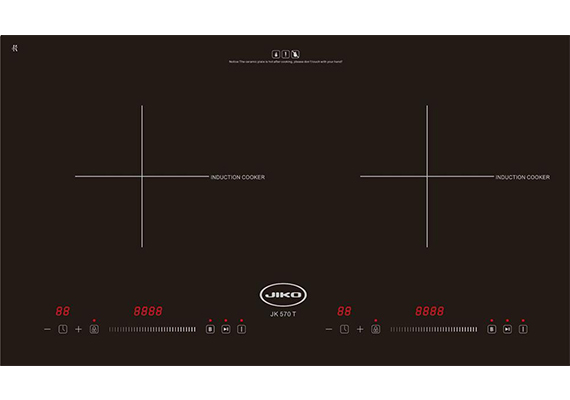 Notice:The ceramic plate is hot after cooking, please don't touch with your hand!
INDUCTION COOKER
INDUCTION COOKER
JIKO
JK 570 T
88
8888
88
8888
B
B